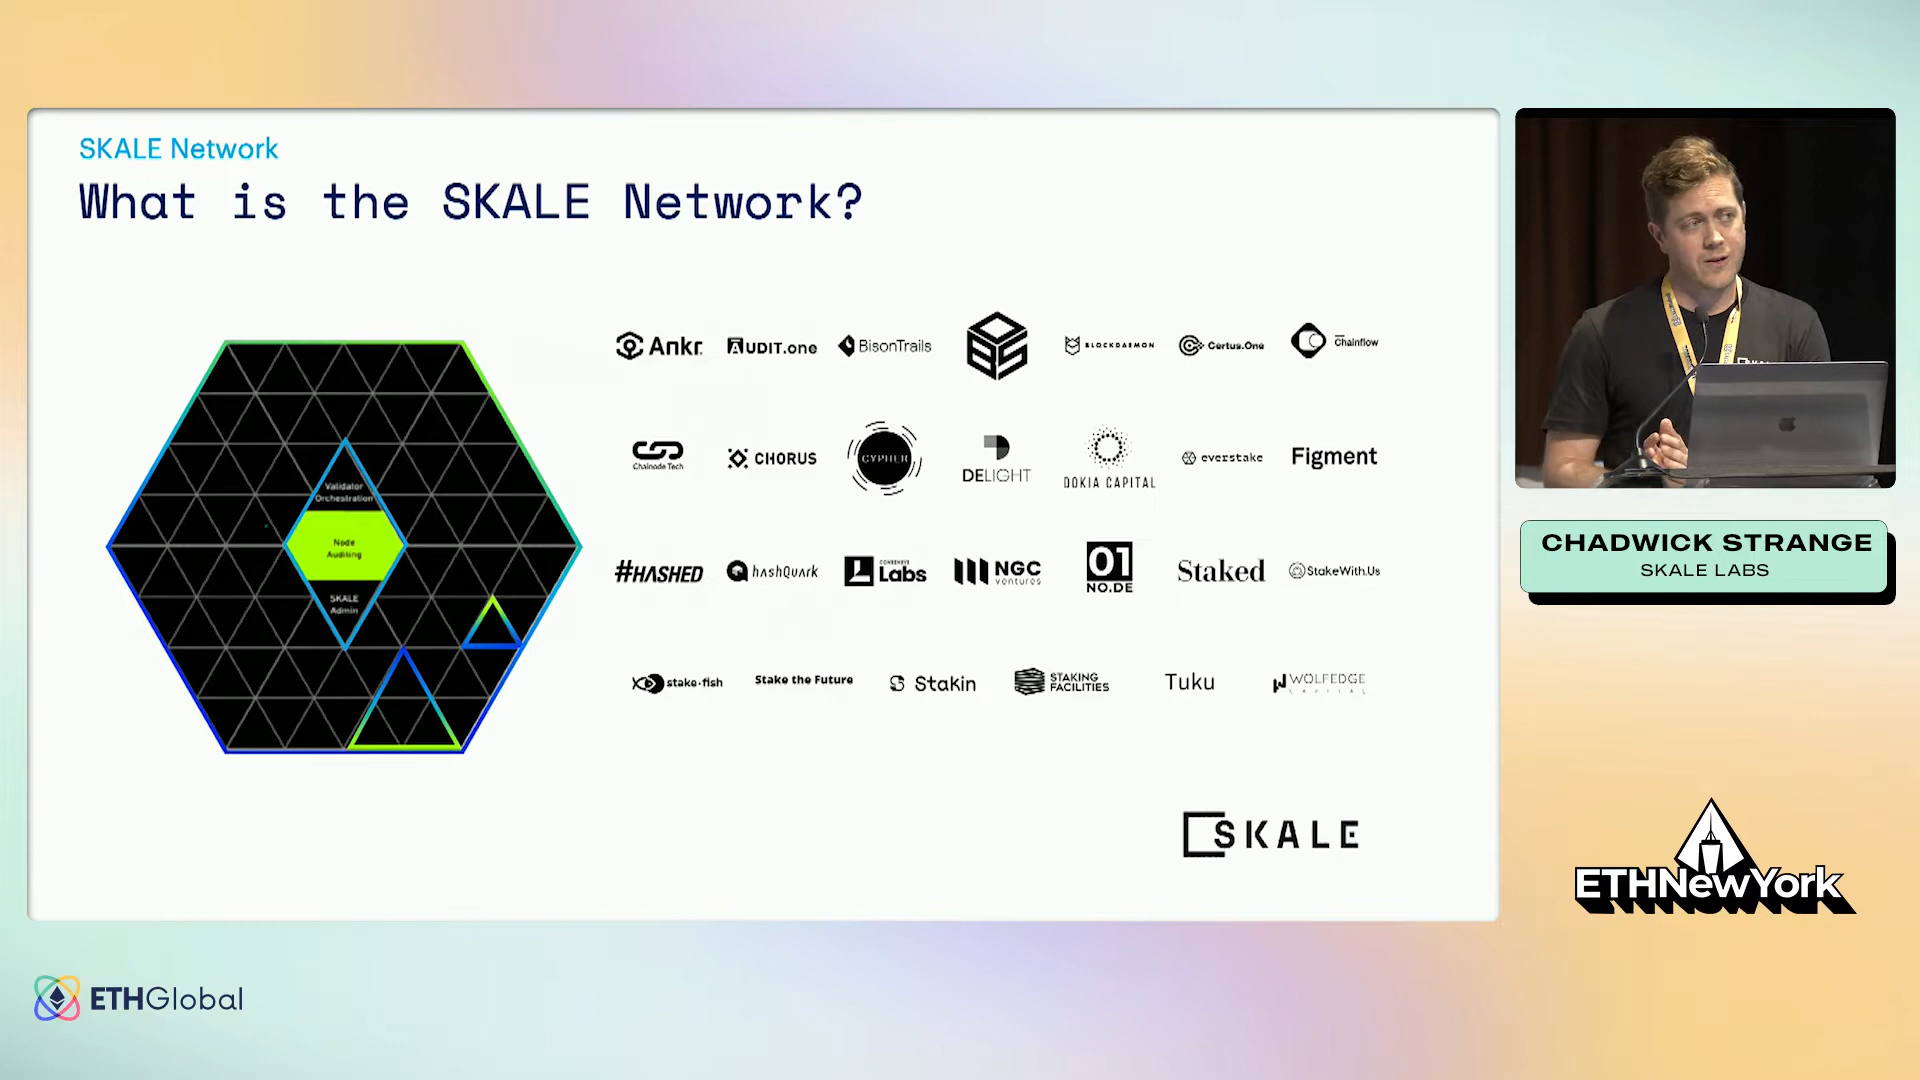 SKALE Network
What is the SKALE Network?
Validator
Orchestration
Node
Auditing
SKALE
Admin
Ankr.
AUDIT.one
BisonTrails
BLOCKDAEMON
Certus.One
Chainflow
Chainode Tech
CHORUS
CYPHER
DELIGHT
DOKIA CAPITAL
everstake
Figment
#HASHED
hashQuark
CONSENSYS
Labs
NGC
ventures
01
NO.DE
Staked
StakeWith.Us
stake.fish
Stake the Future
Stakin
STAKING
FACILITIES
Tuku
WOLFEDGE
CAPITAL
SKALE
CHADWICK STRANGE
SKALE LABS
ETHNewYork
ETHGlobal